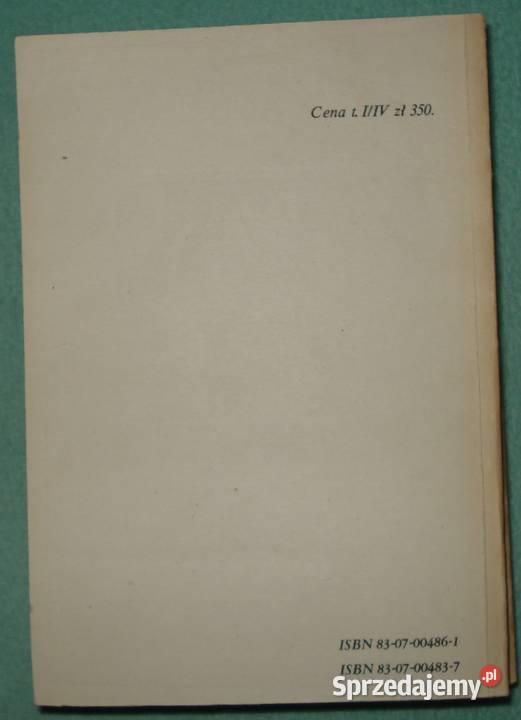 Cena t. I/IV zł 350.
ISBN 83-07-00486-1
ISBN 83-07-00483-7
Sprzedajemy.pl